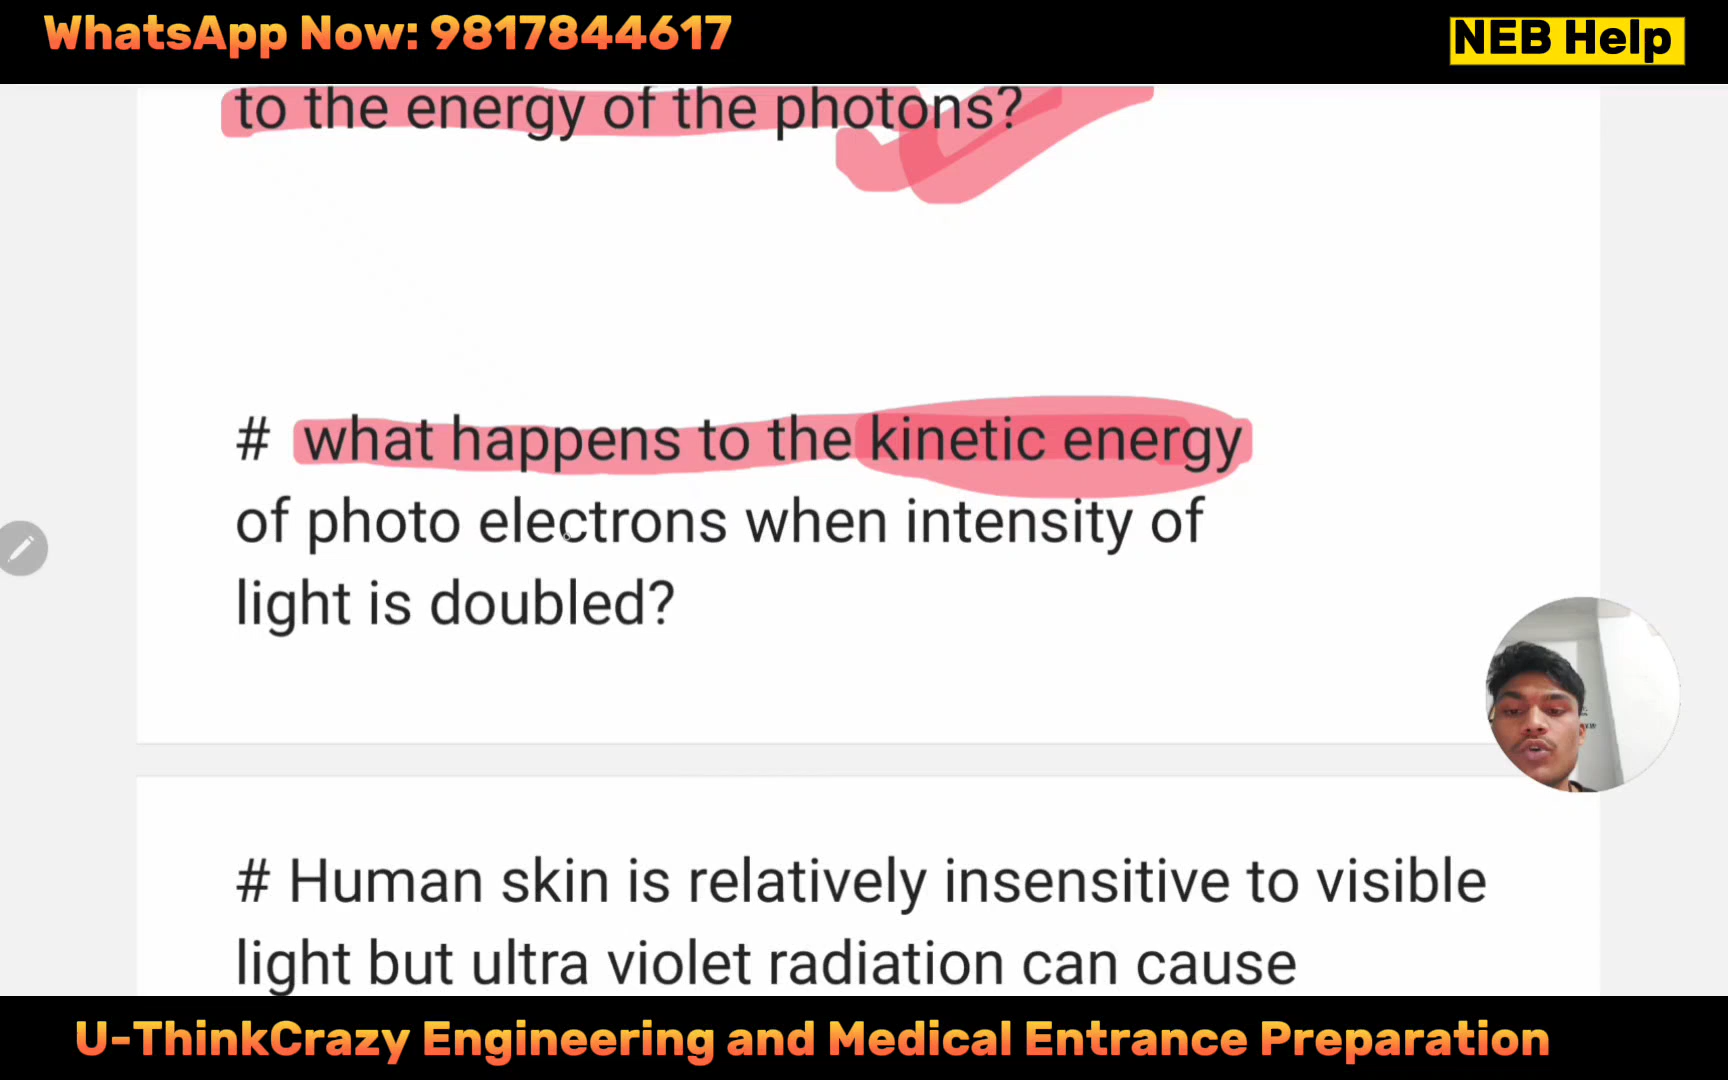 WhatsApp Now: 9817844617
NEB Help
to the energy of the photons?
# what happens to the kinetic energy
of photo electrons when intensity of
light is doubled?
# Human skin is relatively insensitive to visible
light but ultra violet radiation can cause
U-ThinkCrazy Engineering and Medical Entrance Preparation